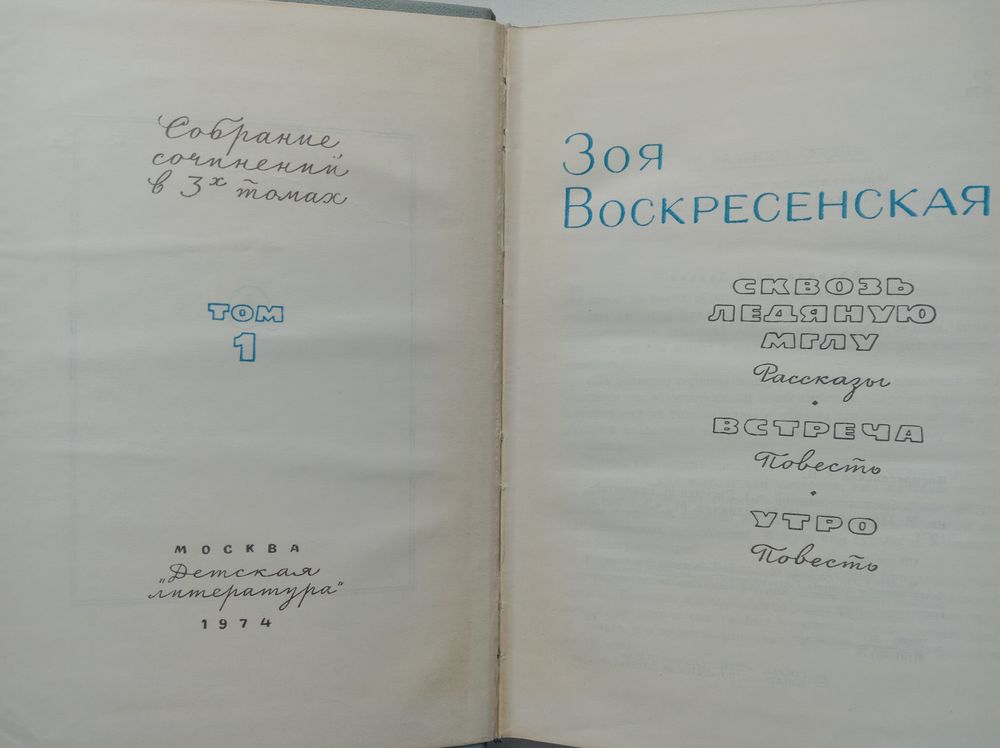 Собрание
сочинений
в 3х томах
ТОМ
1
МОСКВА
„Детская
литература"
1974
Зоя
Воскресенская
СКВОЗЬ
ЛЕДЯНУЮ
МГЛУ
Рассказы
•
ВСТРЕЧА
Повесть
•
УТРО
Повесть